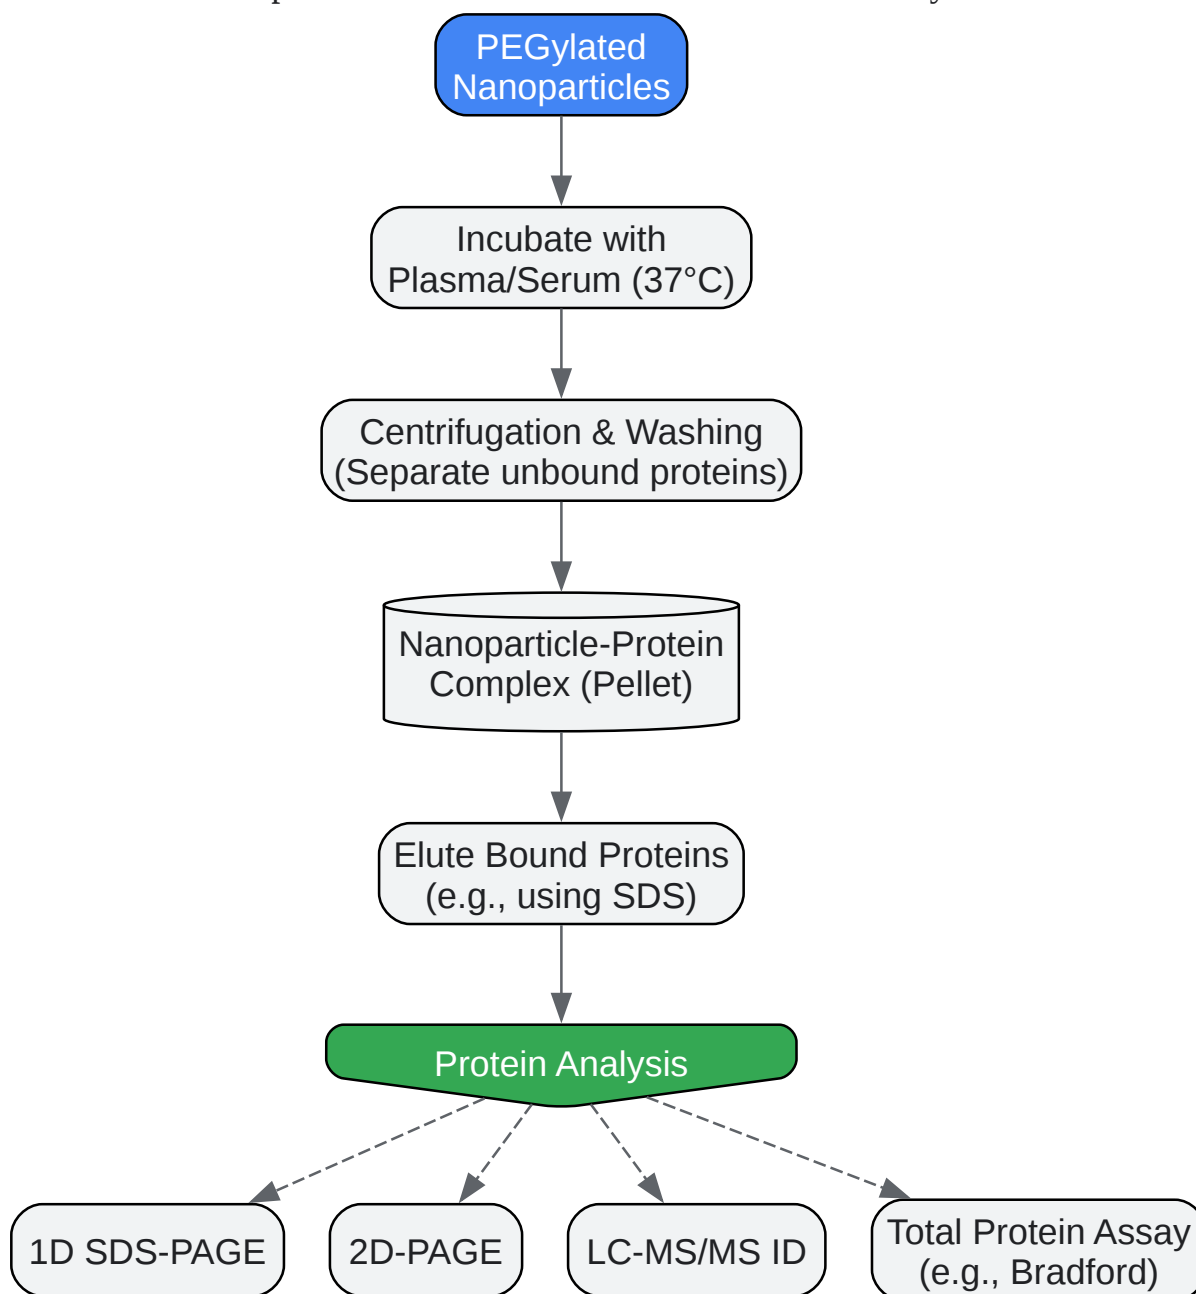 PEGylated
Nanoparticles
Incubate with
Plasma/Serum (37°C)
Centrifugation & Washing
(Separate unbound proteins)
Nanoparticle-Protein
Complex (Pellet)
Elute Bound Proteins
(e.g., using SDS)
Protein Analysis
1D SDS-PAGE
2D-PAGE
LC-MS/MS ID
Total Protein Assay
(e.g., Bradford)